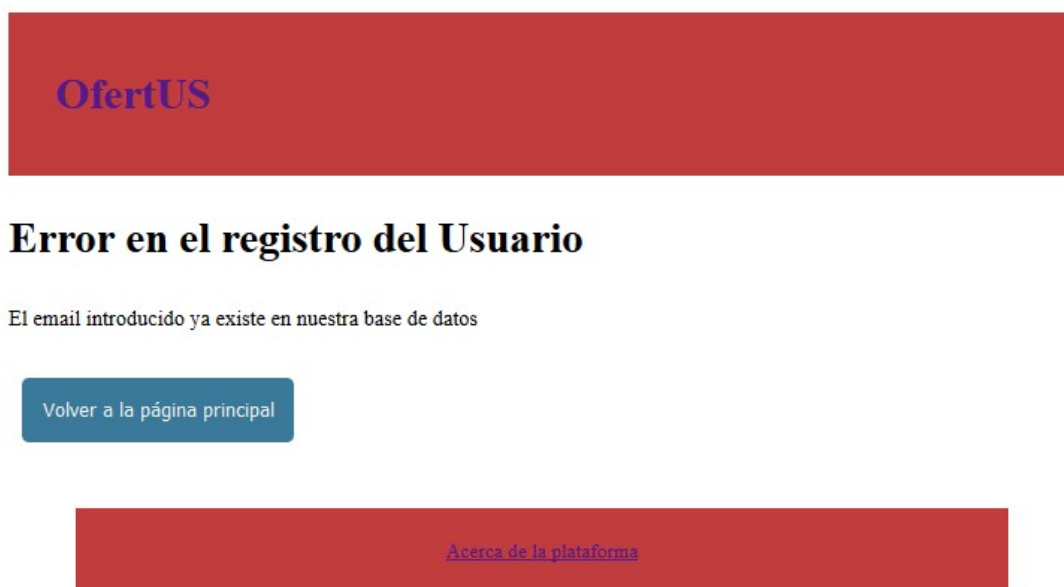 OfertUS
Error en el registro del Usuario
El email introducido ya existe en nuestra base de datos
Volver a la página principal
Acerca de la plataforma